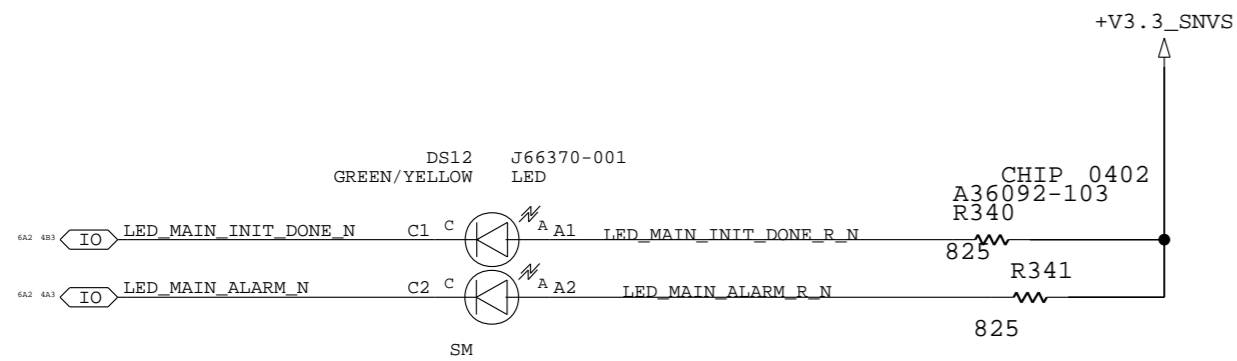 +V3.3_SNVS
DS12 J66370-001
GREEN/YELLOW LED
CHIP 0402
A36092-103
R340
6A2 4B3 IO LED_MAIN_INIT_DONE_N C1 C A A1 LED_MAIN_INIT_DONE_R_N
825
R341
6A2 4A3 IO LED_MAIN_ALARM_N C2 C A A2 LED_MAIN_ALARM_R_N
825
SM